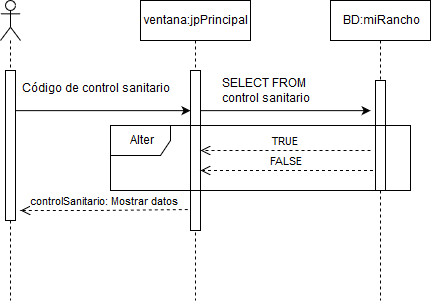 ventana:jpPrincipal
BD:miRancho
Código de control sanitario
SELECT FROM
control sanitario
Alter
TRUE
FALSE
controlSanitario: Mostrar datos